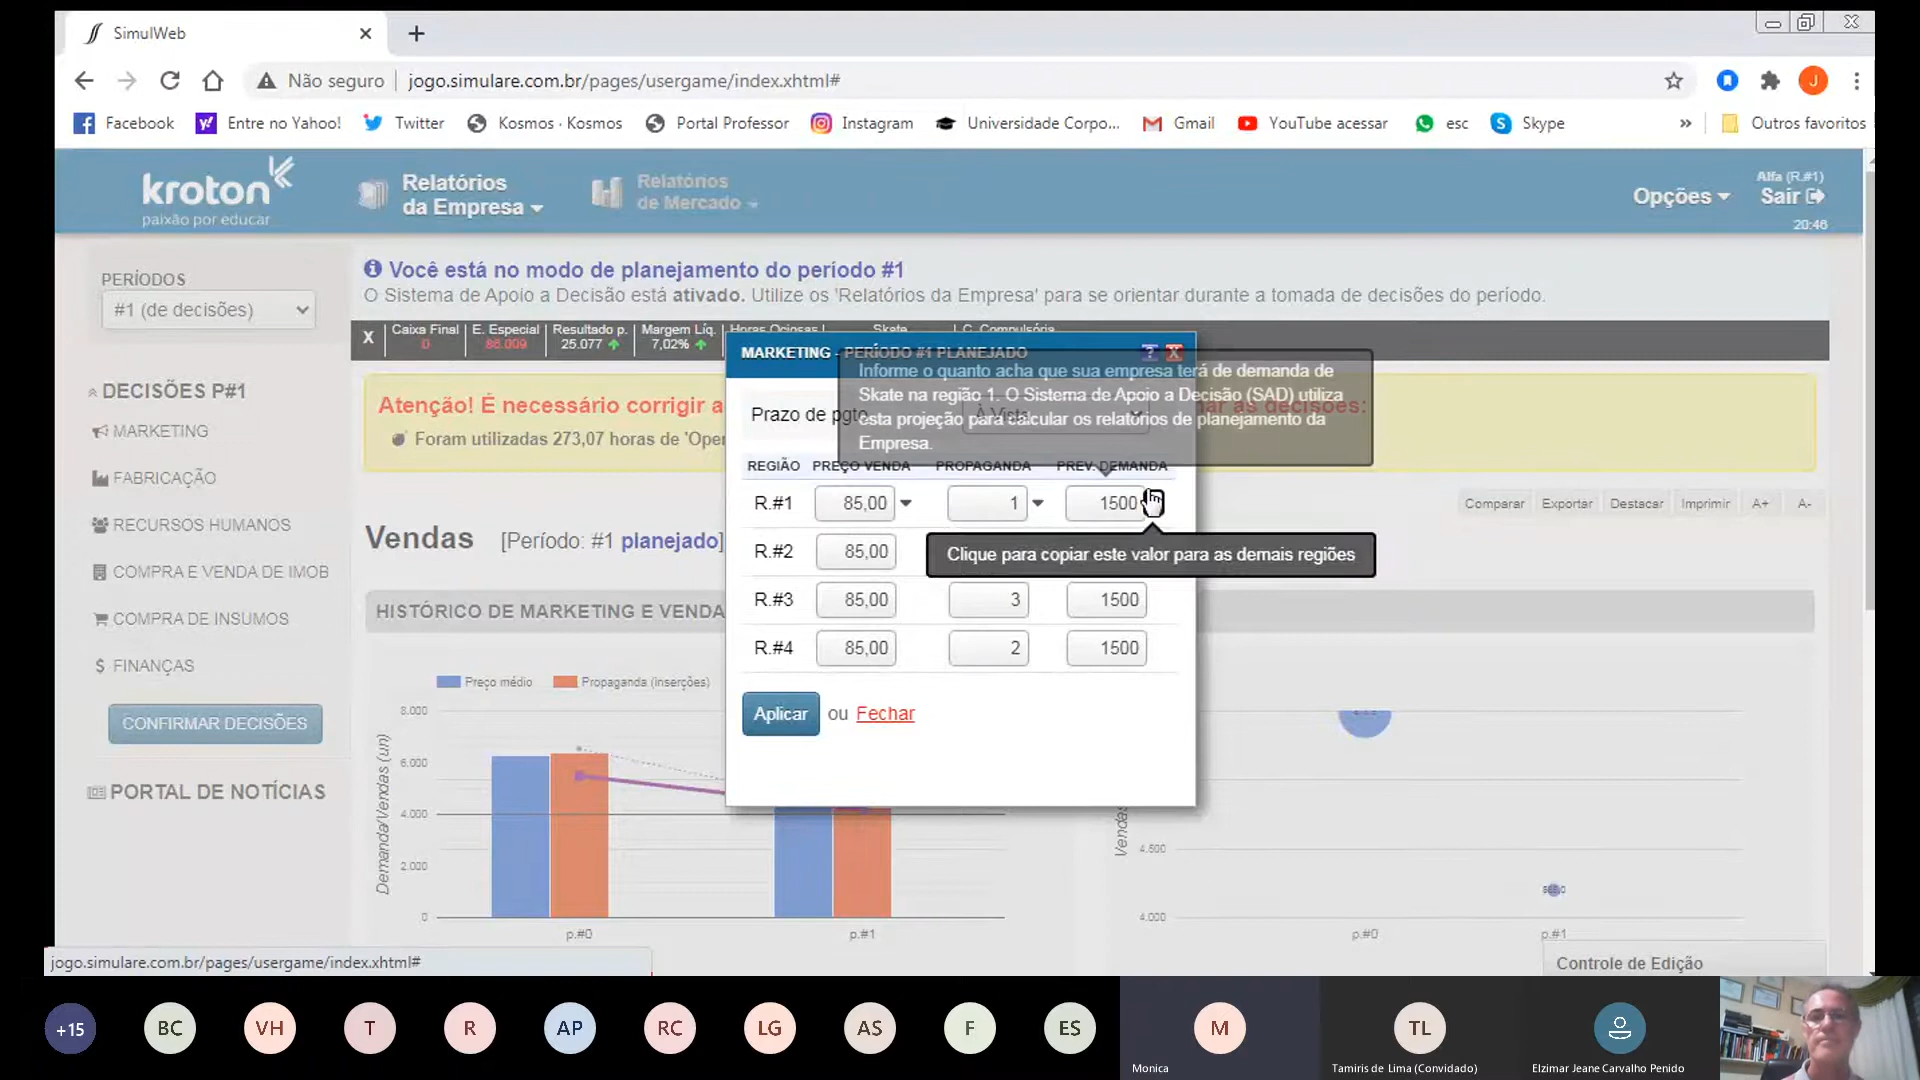 SimulWeb
Não seguro
jogo.simulare.com.br/pages/usergame/index.xhtml#
Facebook
Entre no Yahoo!
Twitter
Kosmos · Kosmos
Portal Professor
Instagram
Universidade Corpo...
Gmail
YouTube acessar
esc
Skype
»
Outros favoritos
kroton
paixão por educar
Relatórios
da Empresa
Relatórios
de Mercado
Opções
Alfa (R.#1)
Sair
20:46
PERÍODOS
#1 (de decisões)
Você está no modo de planejamento do período #1
O Sistema de Apoio a Decisão está ativado. Utilize os 'Relatórios da Empresa' para se orientar durante a tomada de decisões do período.
X
Caixa Final
0
E. Especial
86.009
Resultado p.
25.077
Margem Líq.
7,02%
Horas Ociosas
Skate
C. Compulsória
DECISÕES P#1
MARKETING
FABRICAÇÃO
RECURSOS HUMANOS
COMPRA E VENDA DE IMOB
COMPRA DE INSUMOS
FINANÇAS
CONFIRMAR DECISÕES
PORTAL DE NOTÍCIAS
Atenção! É necessário corrigir a
as decisões:
Foram utilizadas 273,07 horas de 'Oper
MARKETING - PERÍODO #1 PLANEJADO
? X
Prazo de pgto
À Vista
Informe o quanto acha que sua empresa terá de demanda de
Skate na região 1. O Sistema de Apoio a Decisão (SAD) utiliza
esta projeção para calcular os relatórios de planejamento da
Empresa.
REGIÃO PREÇO VENDA PROPAGANDA PREV. DEMANDA
R.#1 85,00 1 1500
R.#2 85,00
Clique para copiar este valor para as demais regiões
R.#3 85,00 3 1500
R.#4 85,00 2 1500
Aplicar ou Fechar
Comparar
Exportar
Destacar
Imprimir
A+
A-
Vendas [Período: #1 planejado]
HISTÓRICO DE MARKETING E VENDA
Preço médio
Propaganda (inserções)
Demanda/Vendas (un)
8.000
6.000
4.000
2.000
0
p.#0
p.#1
Vendas
4.500
4.000
p.#0
p.#1
Controle de Edição
jogo.simulare.com.br/pages/usergame/index.xhtml#
+15
BC
VH
T
R
AP
RC
LG
AS
F
ES
M
TL
Monica
Tamiris de Lima (Convidado)
Elzimar Jeane Carvalho Penido